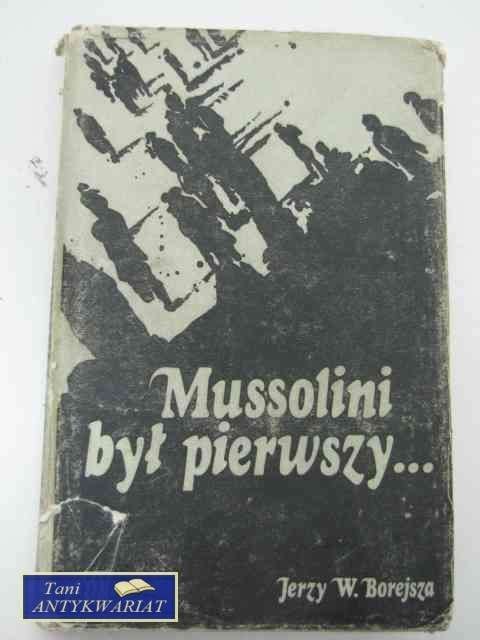 Mussolini
był pierwszy...
Jerzy W. Borejsza
Tani
ANTYKWARIAT